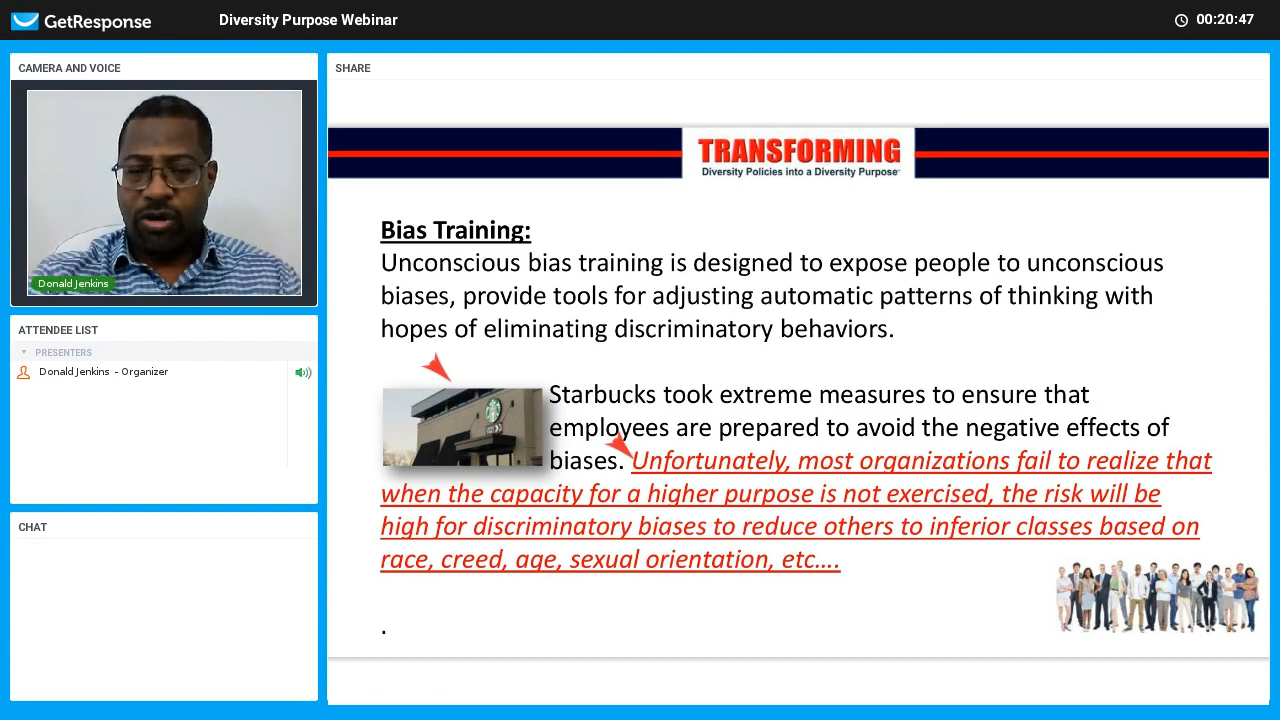 GetResponse
Diversity Purpose Webinar
00:20:47
CAMERA AND VOICE
Donald Jenkins
ATTENDEE LIST
PRESENTERS
Donald Jenkins - Organizer
CHAT
SHARE
TRANSFORMING
Diversity Policies into a Diversity Purpose
Bias Training:
Unconscious bias training is designed to expose people to unconscious
biases, provide tools for adjusting automatic patterns of thinking with
hopes of eliminating discriminatory behaviors.
Starbucks took extreme measures to ensure that
employees are prepared to avoid the negative effects of
biases. Unfortunately, most organizations fail to realize that
when the capacity for a higher purpose is not exercised, the risk will be
high for discriminatory biases to reduce others to inferior classes based on
race, creed, age, sexual orientation, etc....
.